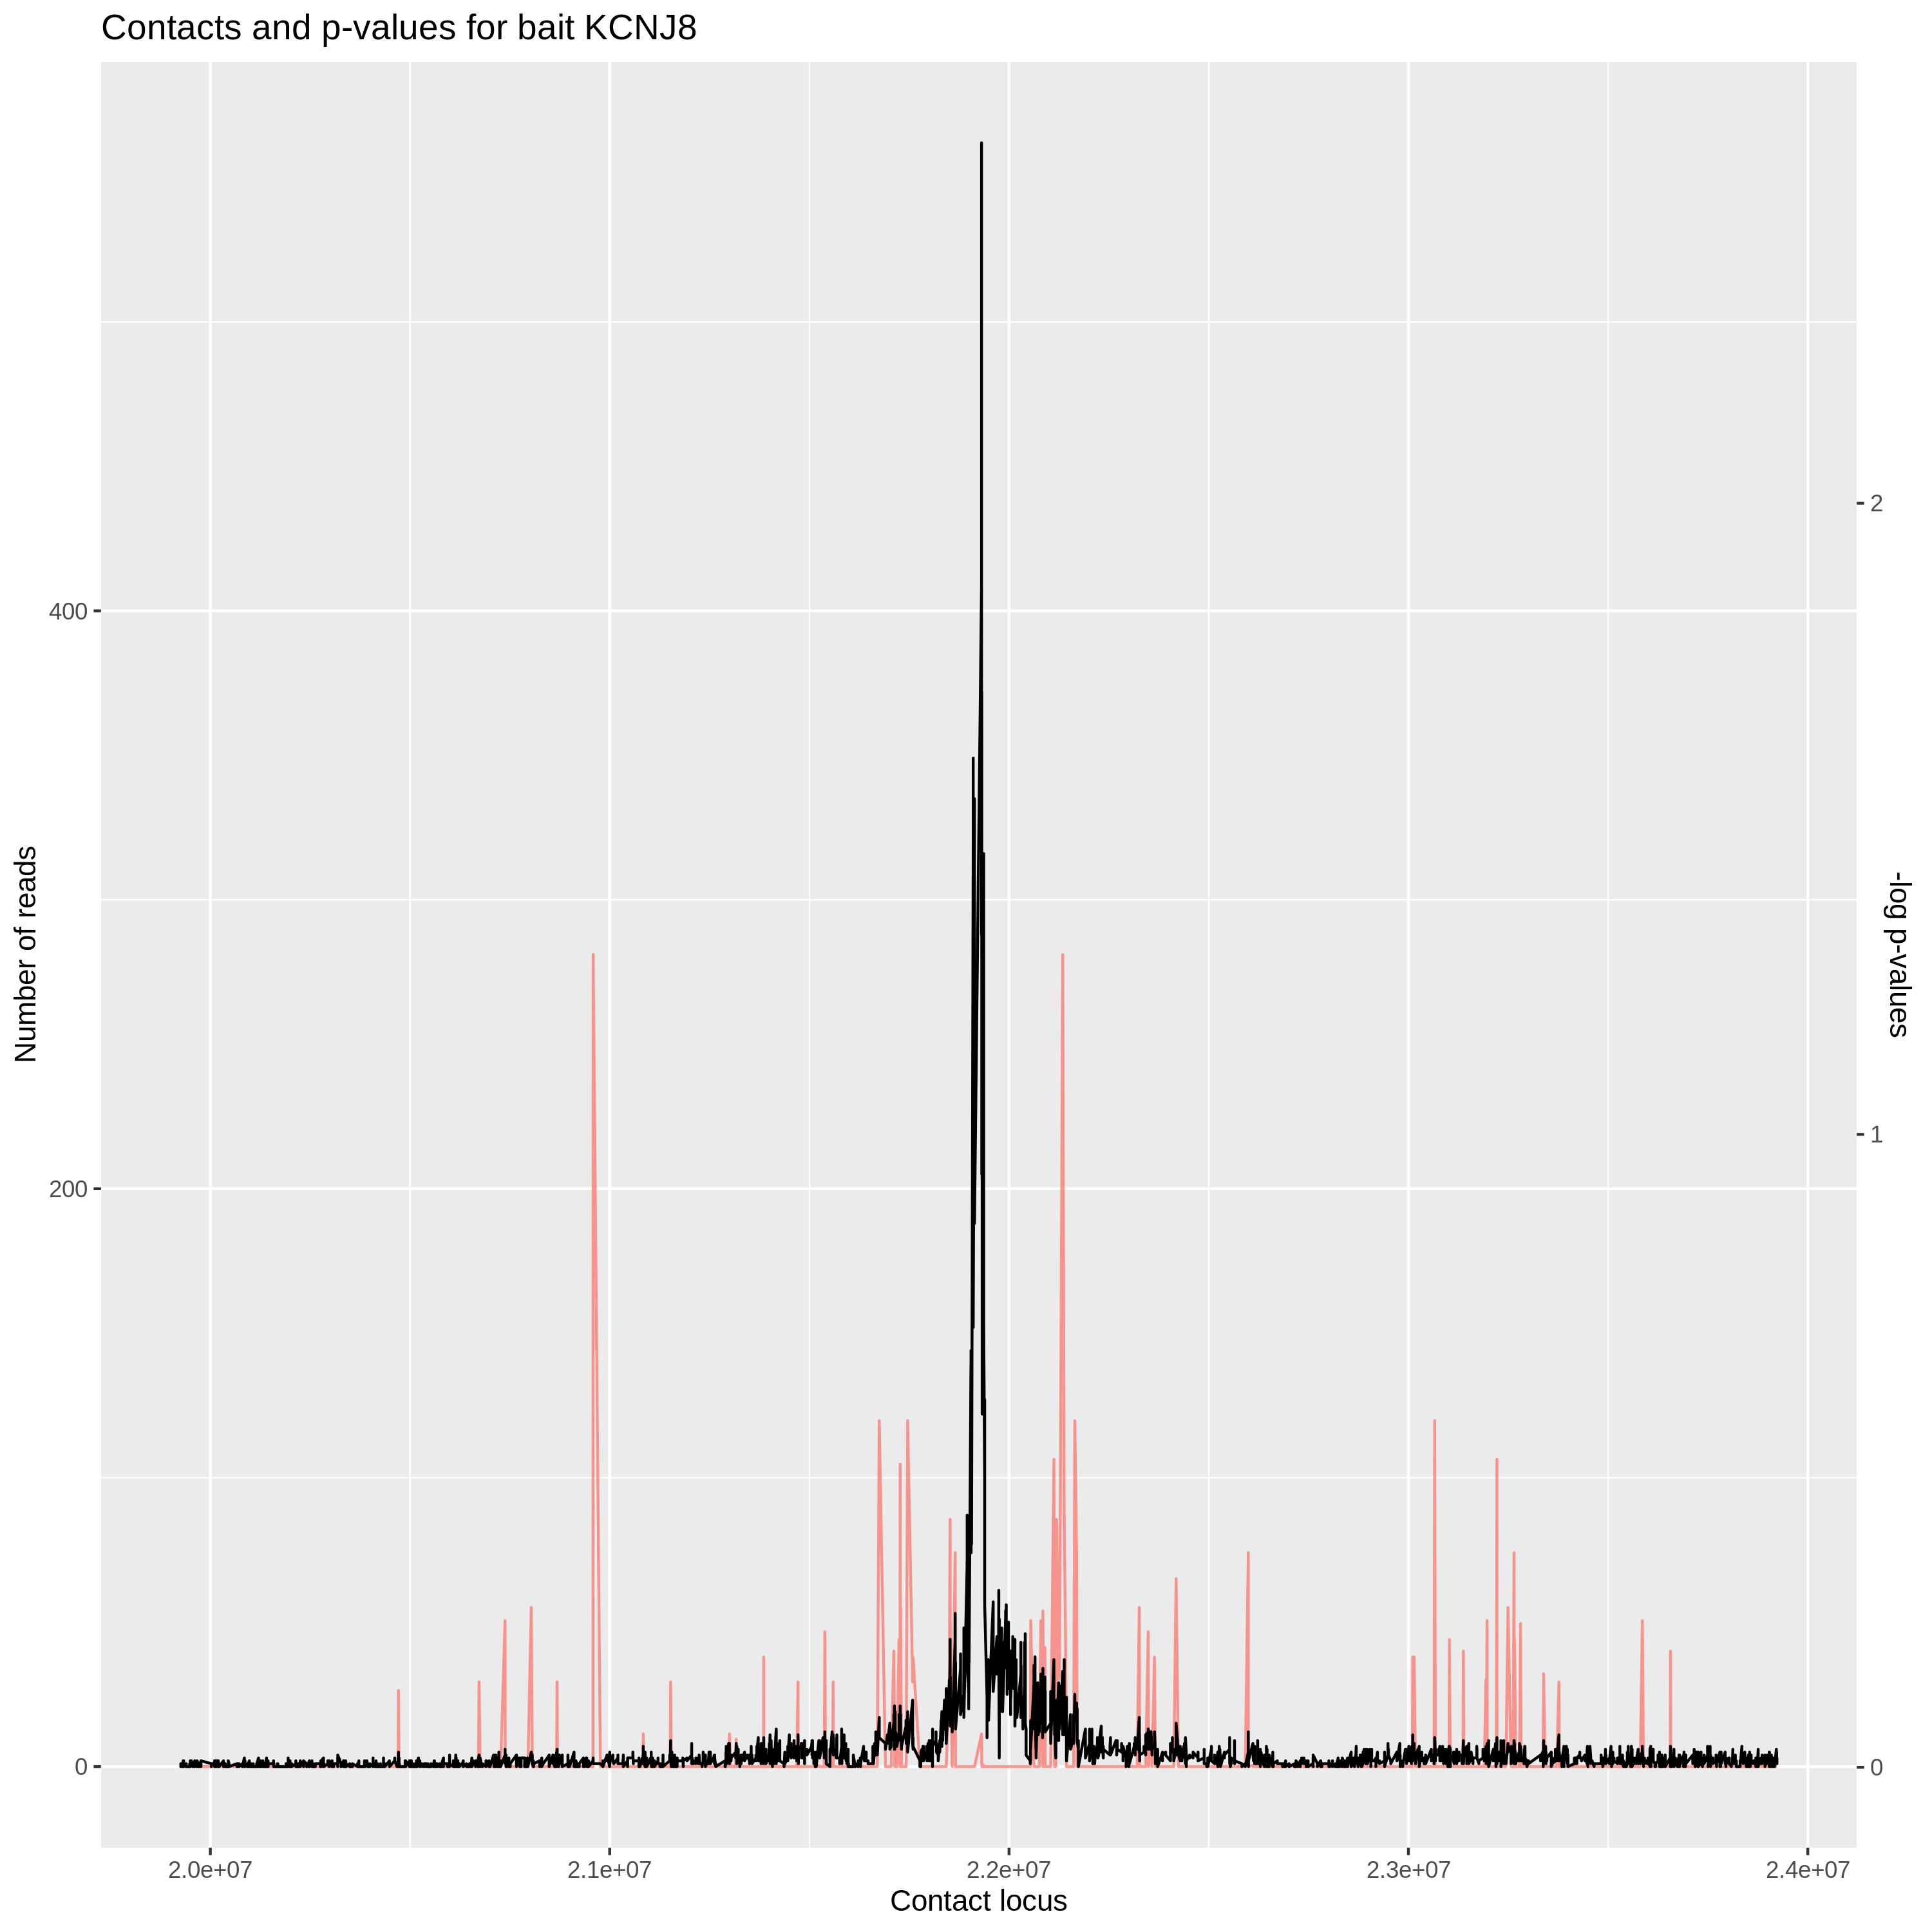 Contacts and p-values for bait KCNJ8
Number of reads
400
200
0
2
1
0
-log p-values
2.0e+07
2.1e+07
2.2e+07
2.3e+07
2.4e+07
Contact locus